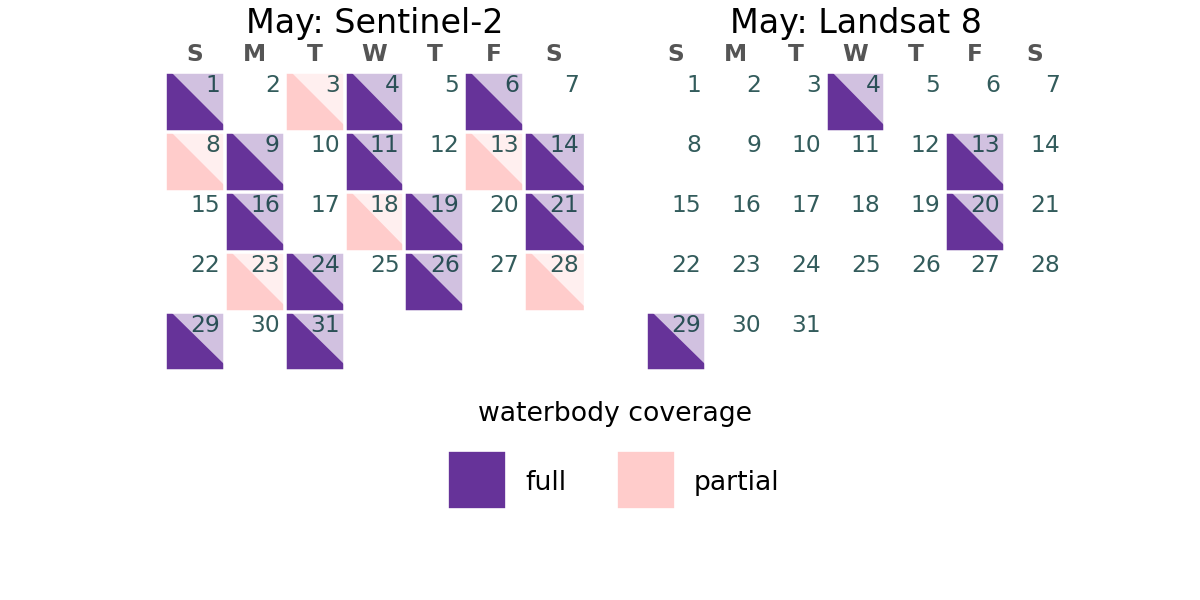 May: Sentinel-2
S M T W T F S
1 2 3 4 5 6 7
8 9 10 11 12 13 14
15 16 17 18 19 20 21
22 23 24 25 26 27 28
29 30 31
May: Landsat 8
S M T W T F S
1 2 3 4 5 6 7
8 9 10 11 12 13 14
15 16 17 18 19 20 21
22 23 24 25 26 27 28
29 30 31
waterbody coverage
full
partial